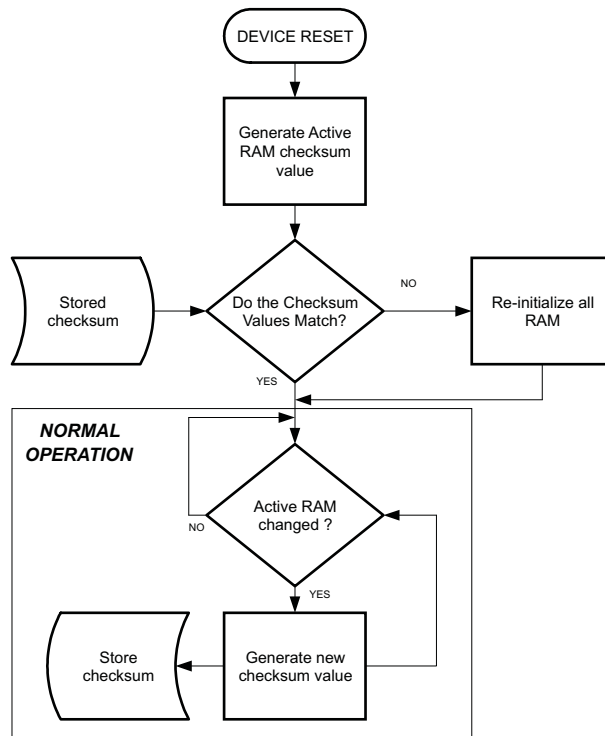 DEVICE RESET
Generate Active
RAM checksum
value
Stored
checksum
Do the Checksum
Values Match?
NO
Re-initialize all
RAM
YES
NORMAL
OPERATION
Active RAM
changed ?
NO
YES
Store
checksum
Generate new
checksum value